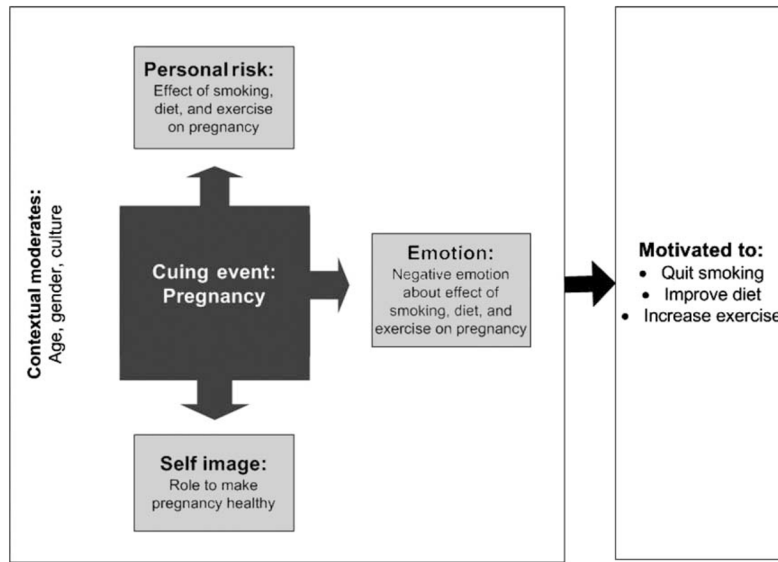 Personal risk:
Effect of smoking,
diet, and exercise
on pregnancy
Contextual moderates:
Age, gender, culture
Cuing event:
Pregnancy
Emotion:
Negative emotion
about effect of
smoking, diet, and
exercise on pregnancy
Self image:
Role to make
pregnancy healthy
Motivated to:
• Quit smoking
• Improve diet
• Increase exercise